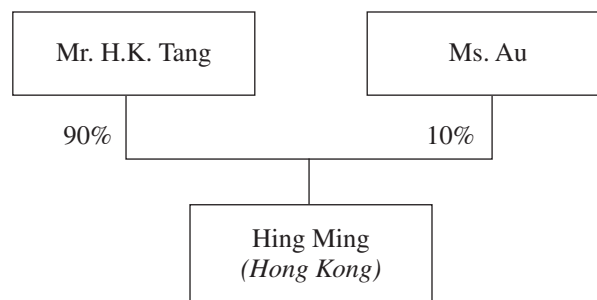 Mr. H.K. Tang
Ms. Au
90%
10%
Hing Ming
(Hong Kong)